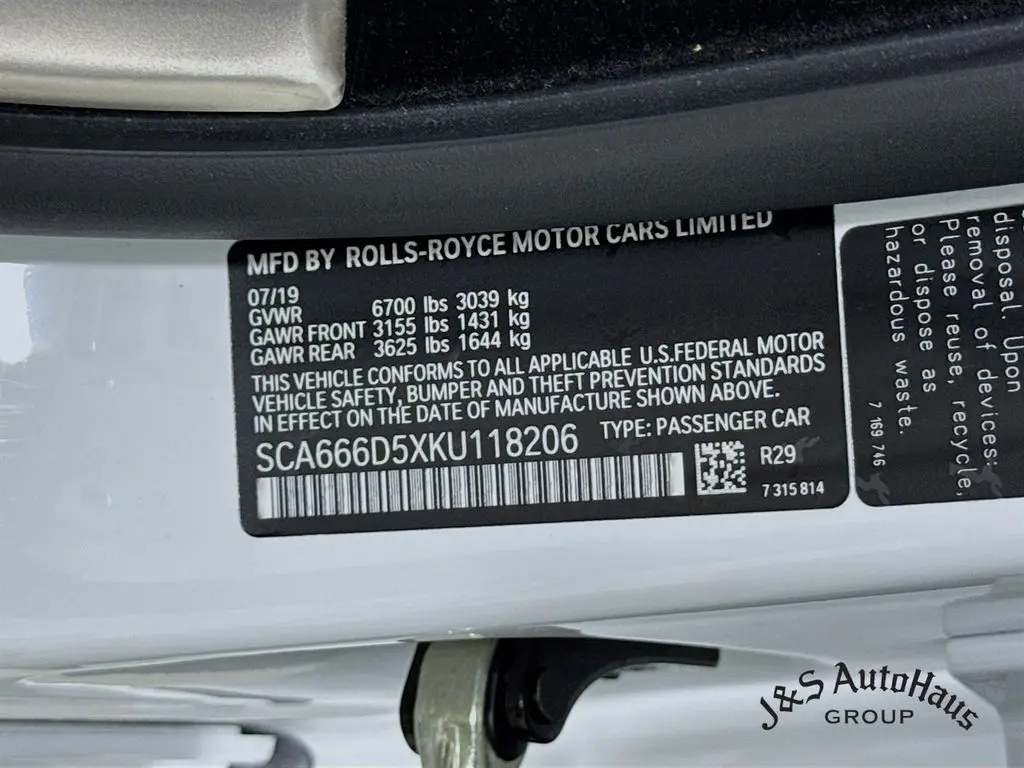 MFD BY ROLLS-ROYCE MOTOR CARS LIMITED
07/19
GVWR 6700 lbs 3039 kg
GAWR FRONT 3155 lbs 1431 kg
GAWR REAR 3625 lbs 1644 kg
THIS VEHICLE CONFORMS TO ALL APPLICABLE U.S.FEDERAL MOTOR
VEHICLE SAFETY, BUMPER AND THEFT PREVENTION STANDARDS
IN EFFECT ON THE DATE OF MANUFACTURE SHOWN ABOVE.
SCA666D5XKU118206 TYPE: PASSENGER CAR
R29
7 315 814
disposal. Upon
removal of devices:
Please reuse, recycle,
or dispose as
hazardous waste.
7 169 746
J&S AutoHaus
GROUP